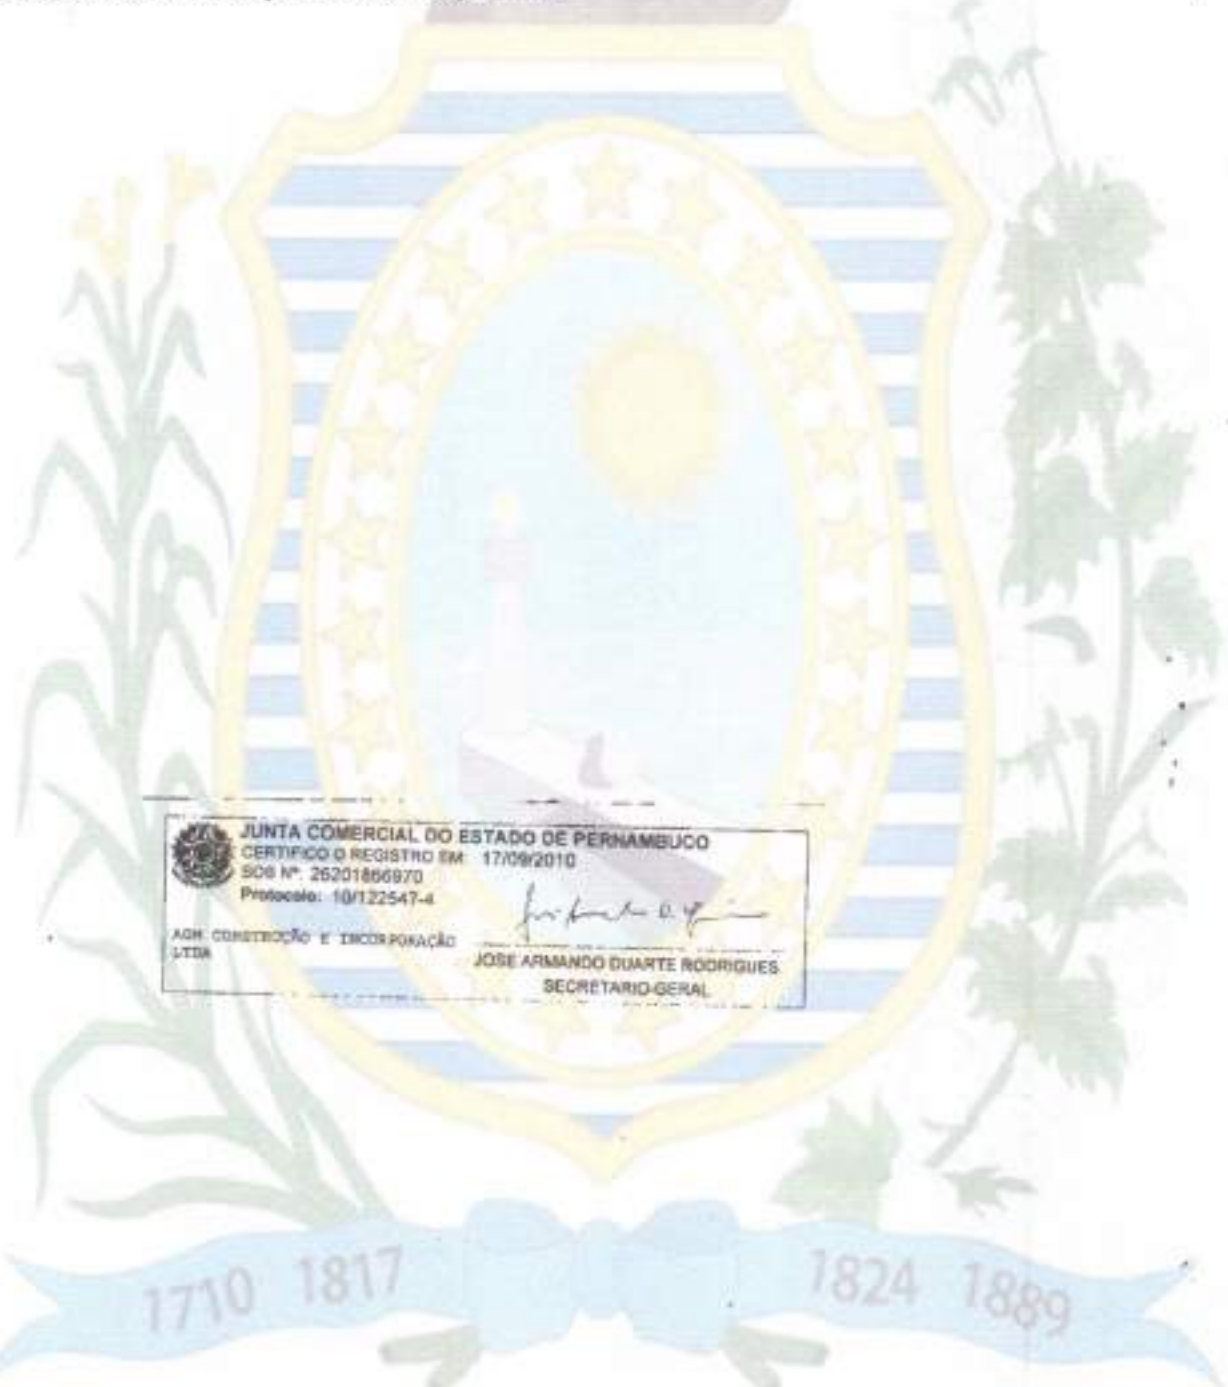 JUNTA COMERCIAL DO ESTADO DE PERNAMBUCO
CERTIFICO O REGISTRO EM: 17/09/2010
SOB Nº: 26201866970
Protocolo: 10/122547-4
AGM CONSTRUÇÃO E INCORPORAÇÃO
LTDA
JOSE ARMANDO DUARTE RODRIGUES
SECRETARIO-GERAL
1710 1817 1824 1889